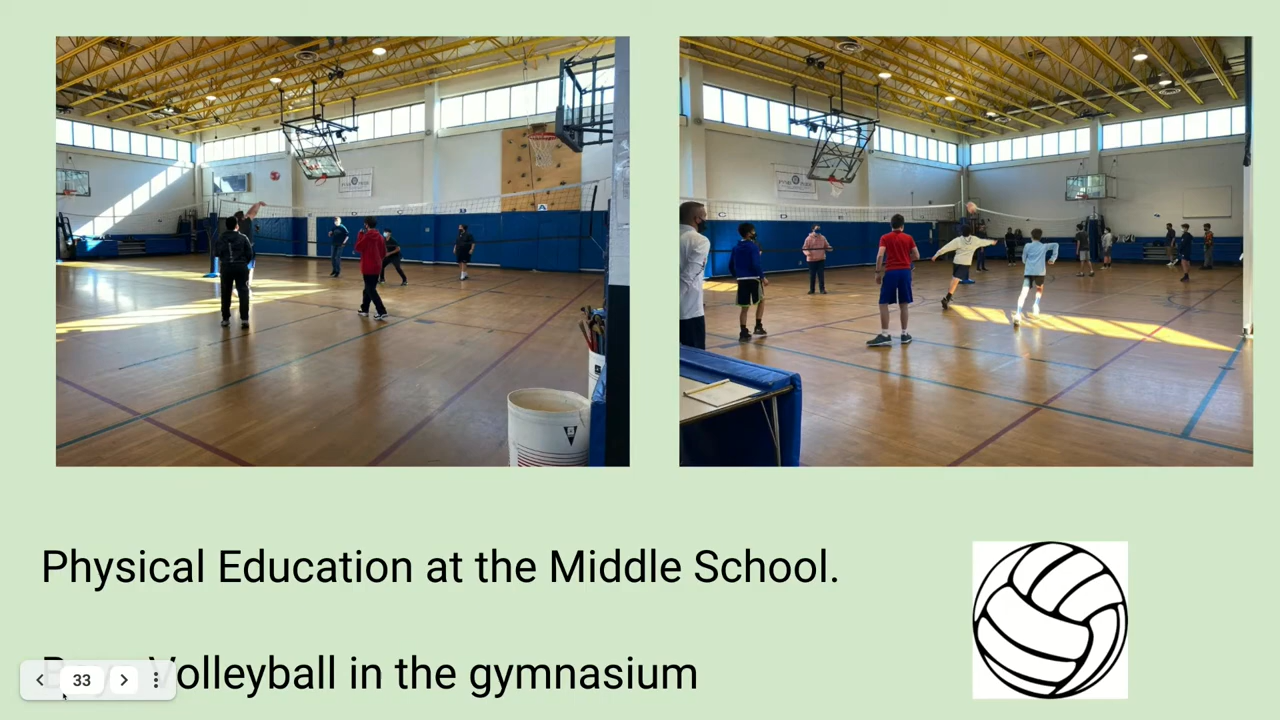 Physical Education at the Middle School.
Volleyball in the gymnasium
33